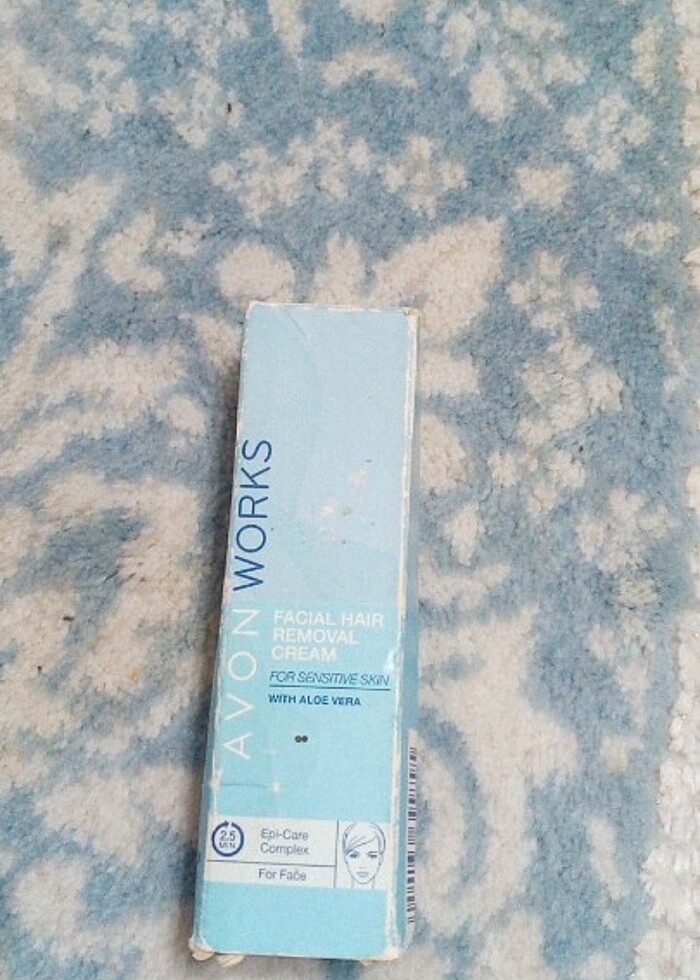 AVON WORKS
FACIAL HAIR
REMOVAL
CREAM
FOR SENSITIVE SKIN
WITH ALOE VERA
2.5
MIN
Epi-Care
Complex
For Face